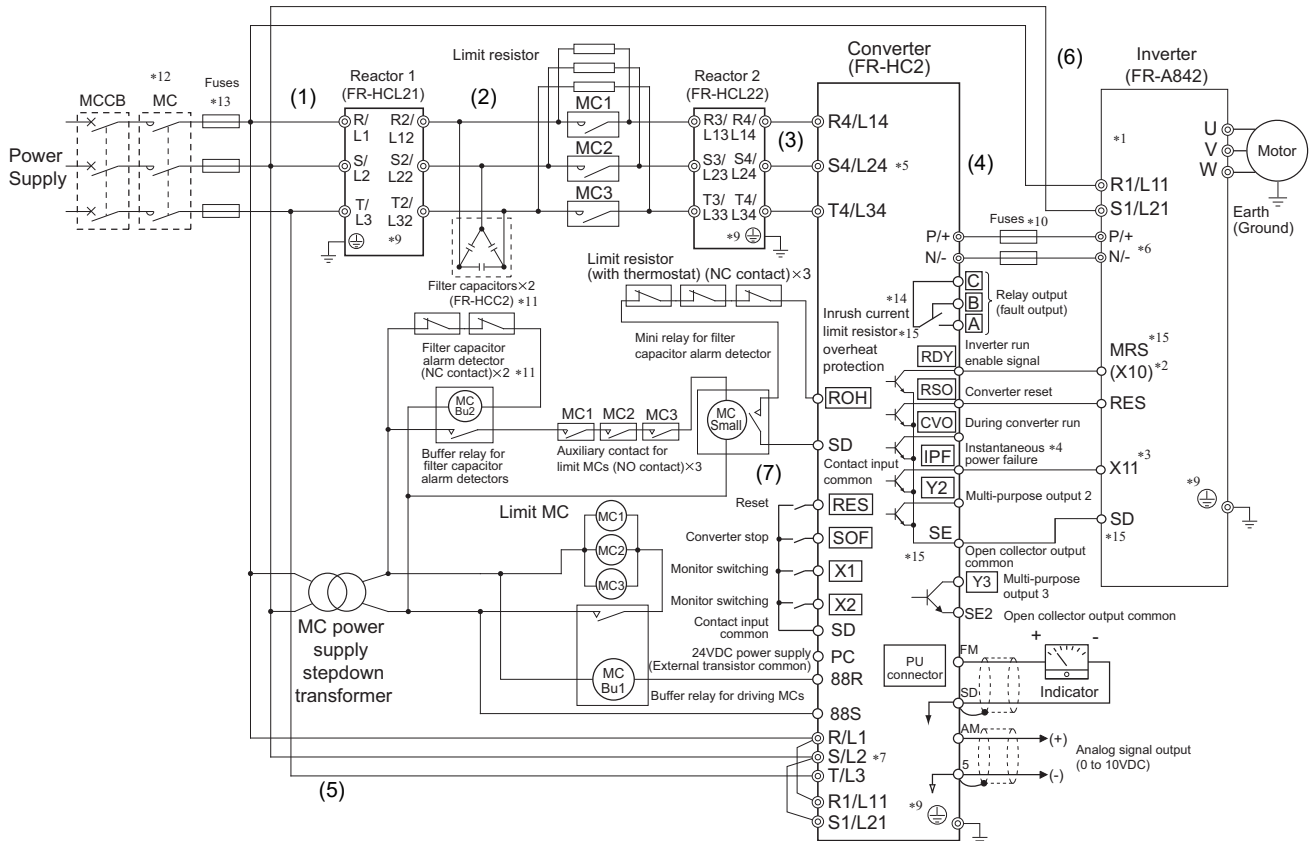 Converter
(FR-HC2)
Inverter
(FR-A842)
Limit resistor
Reactor 1
(FR-HCL21)
Reactor 2
(FR-HCL22)
*12
MCCB
MC
Fuses
*13
(1)
(2)
(3)
(4)
(6)
MC1
MC2
MC3
Power
Supply
R/
L1
R2/
L12
S/
L2
S2/
L22
T/
L3
T2/
L32
*9
R3/
L13
R4/
L14
S3/
L23
S4/
L24
T3/
L33
T4/
L34
*9
R4/L14
S4/L24 *5
T4/L34
*1
U
V
W
Motor
Earth
(Ground)
R1/L11
S1/L21
Fuses *10
P/+
N/-
P/+
N/-
*6
Filter capacitors×2
(FR-HCC2) *11
Limit resistor
(with thermostat) (NC contact)×3
*14
Inrush current
limit resistor
*15
overheat
protection
C
B
A
Relay output
(fault output)
Filter capacitor
alarm detector
(NC contact)×2 *11
Mini relay for filter
capacitor alarm detector
RDY
Inverter run
enable signal
*15
MRS
(X10) *2
RSO
Converter reset
RES
CVO
During converter run
IPF
Instantaneous *4
power failure
X11 *3
Y2
Multi-purpose output 2
SE
*15
Open collector output
common
SD
*15
*9
Y3
Multi-purpose
output 3
SE2
Open collector output common
MC
Bu2
Buffer relay for
filter capacitor
alarm detectors
MC1
MC2
MC3
Auxiliary contact for
limit MCs (NO contact)×3
MC
Small
ROH
SD
Contact input
common
(7)
Limit MC
MC1
MC2
MC3
Reset
RES
Converter stop
SOF
Monitor switching
X1
Monitor switching
X2
Contact input
common
SD
24VDC power supply
(External transistor common)
PC
MC power
supply
stepdown
transformer
MC
Bu1
Buffer relay for driving MCs
88R
88S
R/L1
S/L2 *7
T/L3
(5)
R1/L11
S1/L21
*9
PU
connector
FM
+
-
Indicator
SD
AM
(+)
5
(-)
Analog signal output
(0 to 10VDC)